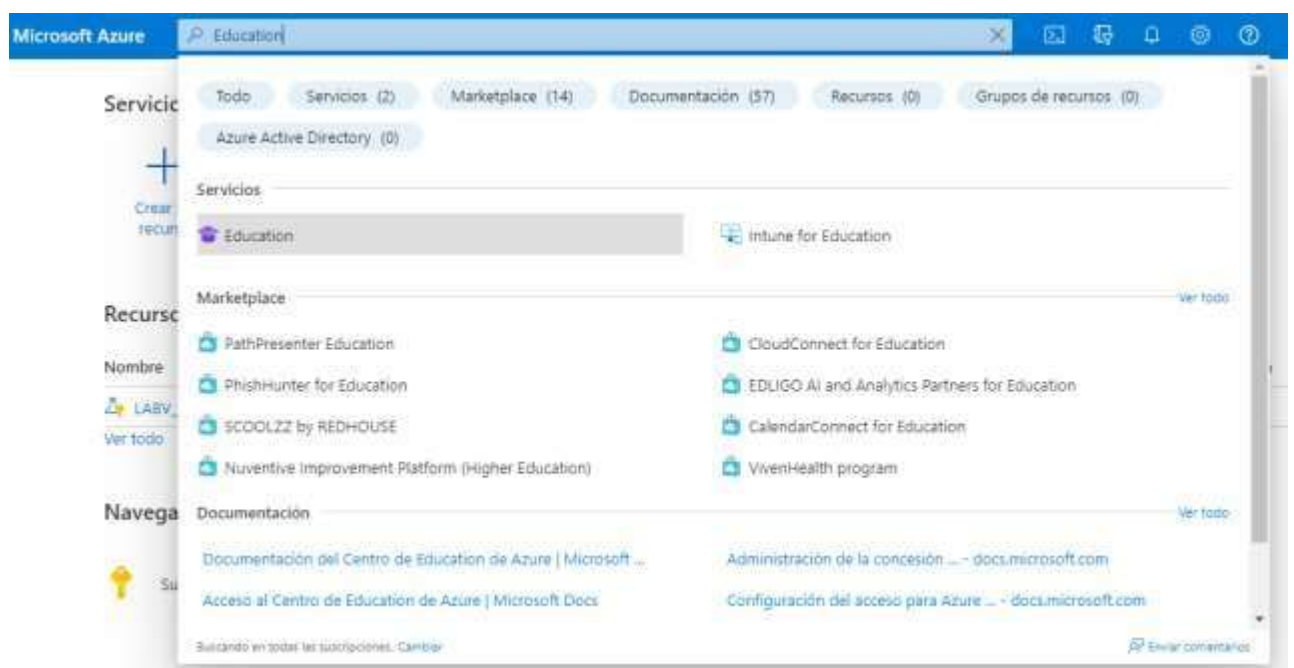 Microsoft Azure
Education
Servicic
Todo Servicios (2) Marketplace (14) Documentación (57) Recursos (0) Grupos de recursos (0)
Azure Active Directory (0)
Crear
recun
Servicios
Education Intune for Education
Recursc
Marketplace Ver todo
PathPresenter Education CloudConnect for Education
Nombre
PhishHunter for Education EDLIGO AI and Analytics Partners for Education
LABV_
SCOOLZZ by REDHOUSE CalendarConnect for Education
Ver todo
Nuventive Improvement Platform (Higher Education) VivenHealth program
Navega
Documentación Ver todo
Documentación del Centro de Education de Azure | Microsoft ... Administración de la concesión ... - docs.microsoft.com
Su
Acceso al Centro de Education de Azure | Microsoft Docs Configuración del acceso para Azure ... - docs.microsoft.com
Buscando en todas las suscripciones. Cambiar Enviar comentarios